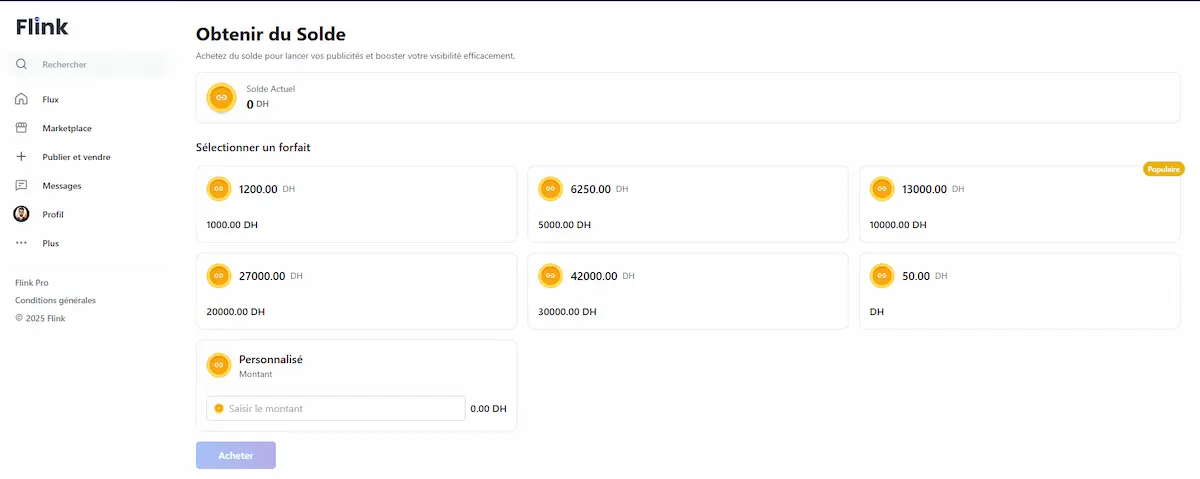 Flink
Rechercher
Flux
Marketplace
Publier et vendre
Messages
Profil
Plus
Flink Pro
Conditions générales
© 2025 Flink
Obtenir du Solde
Achetez du solde pour lancer vos publicités et booster votre visibilité efficacement.
Solde Actuel
0 DH
Sélectionner un forfait
1200.00 DH
1000.00 DH
6250.00 DH
5000.00 DH
Populaire
13000.00 DH
10000.00 DH
27000.00 DH
20000.00 DH
42000.00 DH
30000.00 DH
50.00 DH
DH
Personnalisé
Montant
Saisir le montant 0.00 DH
Acheter